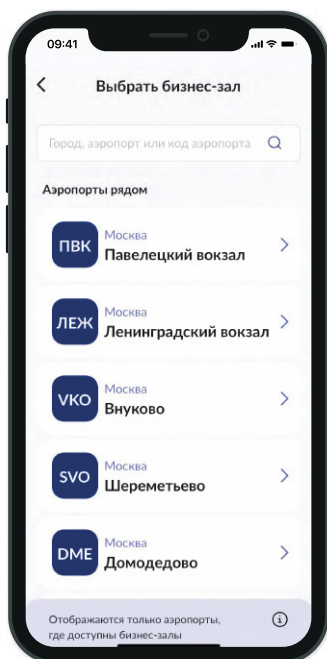 09:41
Выбрать бизнес-зал
Город, аэропорт или код аэропорта
Аэропорты рядом
ПВК
Москва
Павелецкий вокзал
ЛЕЖ
Москва
Ленинградский вокзал
VKO
Москва
Внуково
SVO
Москва
Шереметьево
DME
Москва
Домодедово
Отображаются только аэропорты,
где доступны бизнес-залы